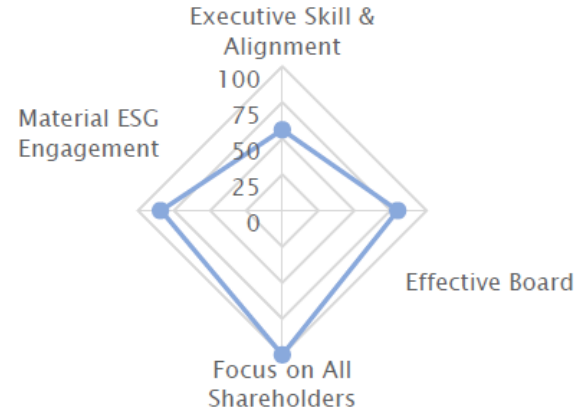 Executive Skill &
Alignment
100
75
50
25
0
Material ESG
Engagement
Effective Board
Focus on All
Shareholders